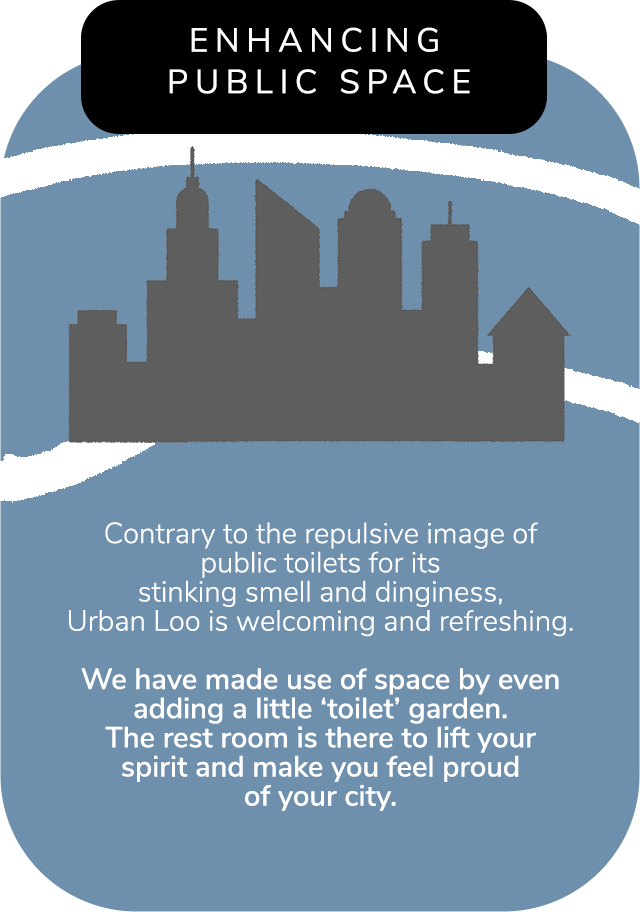 ENHANCING
PUBLIC SPACE
Contrary to the repulsive image of
public toilets for its
stinking smell and dinginess,
Urban Loo is welcoming and refreshing.
We have made use of space by even
adding a little ‘toilet’ garden.
The rest room is there to lift your
spirit and make you feel proud
of your city.